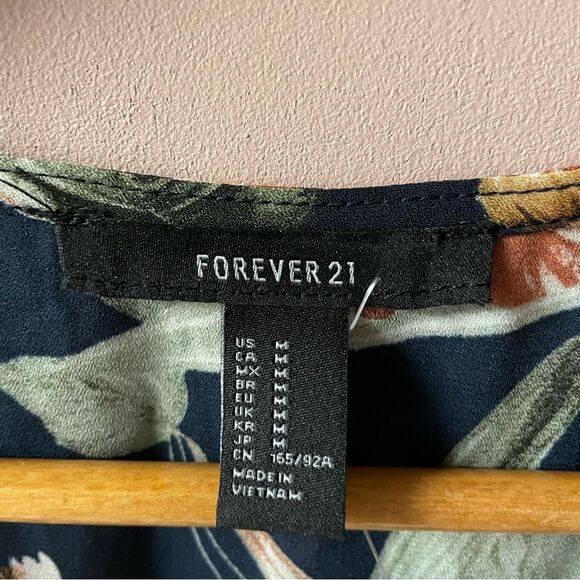 FOREVER 21
US M
CA M
MX M
BR M
EU M
UK M
KR M
JP M
CN 165/92A
MADE IN
VIETNAM